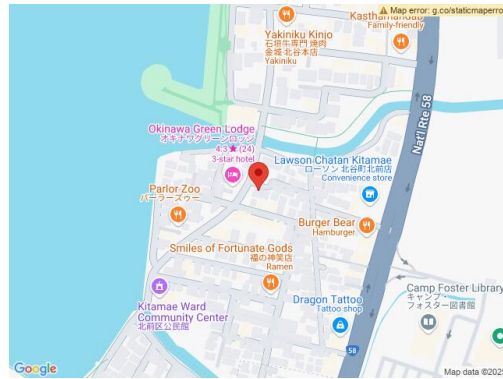 Map error: g.co/staticmaperro
Kasthamandap
Family-friendly
Yakiniku Kinjo
石垣牛専門 焼肉
金城 北谷本店
Yakiniku
Nat'l Rte 58
Okinawa Green Lodge
オキナワグリーンロッジ
4.3★(24)
3-star hotel
Lawson Chatan Kitamae
ローソン 北谷町北前店
Convenience store
Parlor Zoo
パーラーズゥー
Burger Bear
Hamburger
Smiles of Fortunate Gods
福の神笑店
Ramen
Kitamae Ward
Community Center
北前区公民館
Dragon Tattoo
Tattoo shop
Camp Foster Library
キャンプ・
フォスター図書館
58
Google
Map data ©202